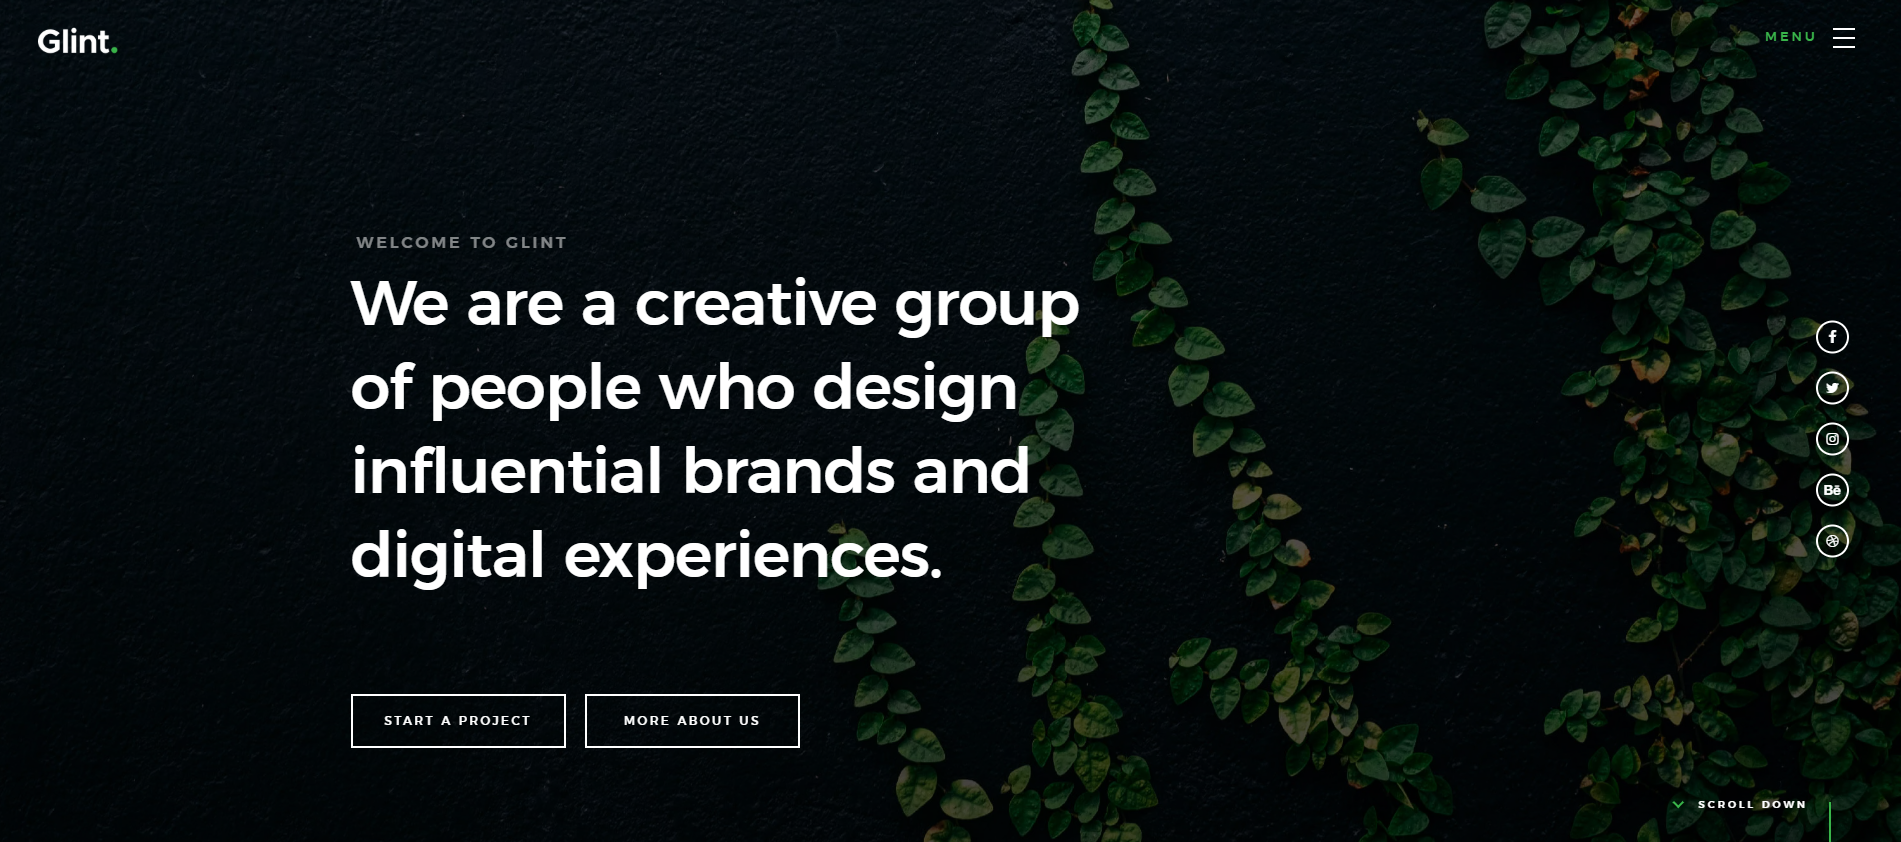 Glint.
MENU
WELCOME TO GLINT
We are a creative group
of people who design
influential brands and
digital experiences.
START A PROJECT
MORE ABOUT US
Bē
SCROLL DOWN